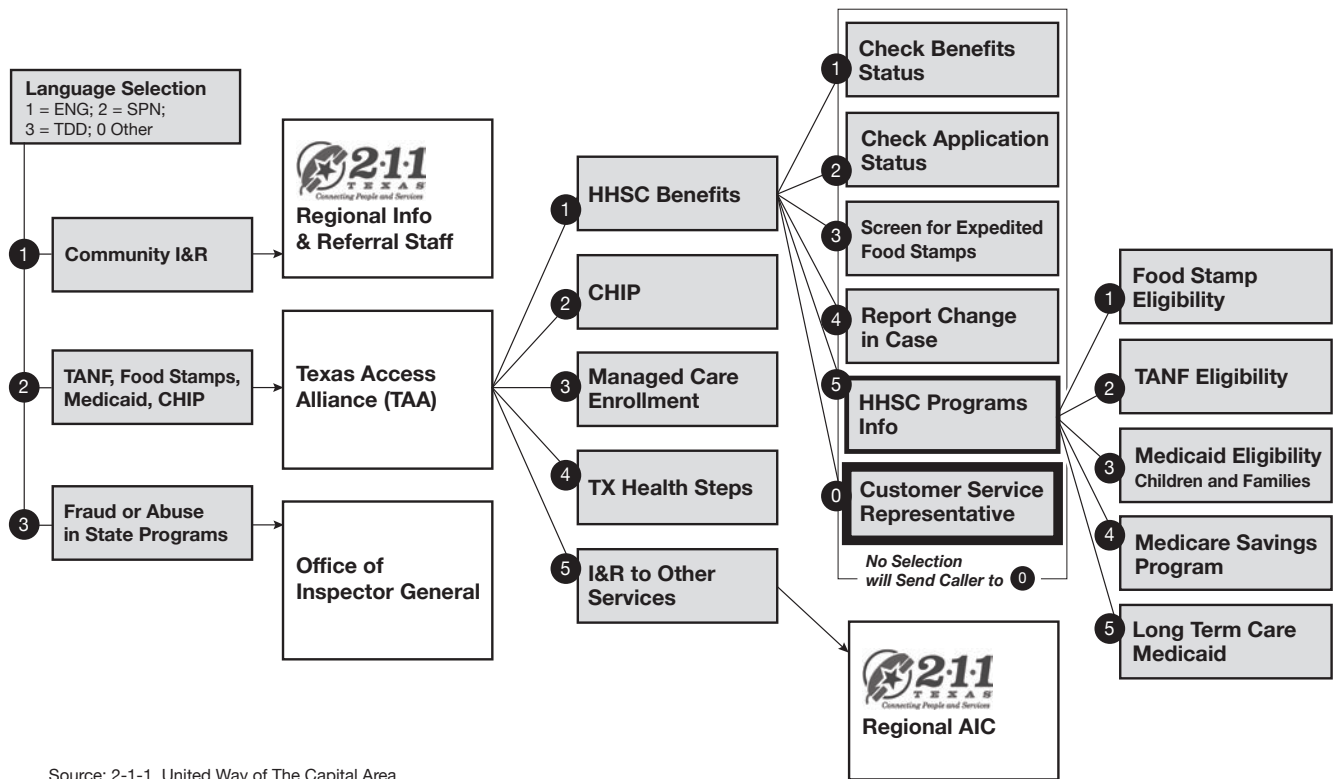 Language Selection
1 = ENG; 2 = SPN;
3 = TDD; 0 Other
1
Community I&R
2
TANF, Food Stamps,
Medicaid, CHIP
3
Fraud or Abuse
in State Programs
2·1·1
TEXAS
Connecting People and Services
Regional Info
& Referral Staff
Texas Access
Alliance (TAA)
Office of
Inspector General
1
HHSC Benefits
2
CHIP
3
Managed Care
Enrollment
4
TX Health Steps
5
I&R to Other
Services
1
Check Benefits
Status
2
Check Application
Status
3
Screen for Expedited
Food Stamps
4
Report Change
in Case
5
HHSC Programs
Info
0
Customer Service
Representative
No Selection
will Send Caller to 0
2·1·1
TEXAS
Connecting People and Services
Regional AIC
1
Food Stamp
Eligibility
2
TANF Eligibility
3
Medicaid Eligibility
Children and Families
4
Medicare Savings
Program
5
Long Term Care
Medicaid
Source: 2-1-1, United Way of The Capital Area